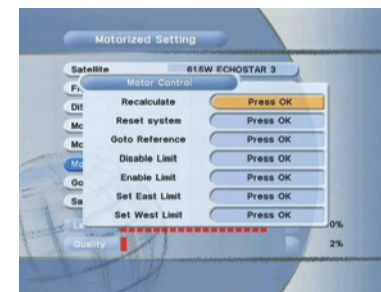 Motorized Setting
Satellite 61.5W ECHOSTAR 3
Motor Control
Recalculate Press OK
Reset system Press OK
Goto Reference Press OK
Disable Limit Press OK
Enable Limit Press OK
Set East Limit Press OK
Set West Limit Press OK
0%
Quality 2%